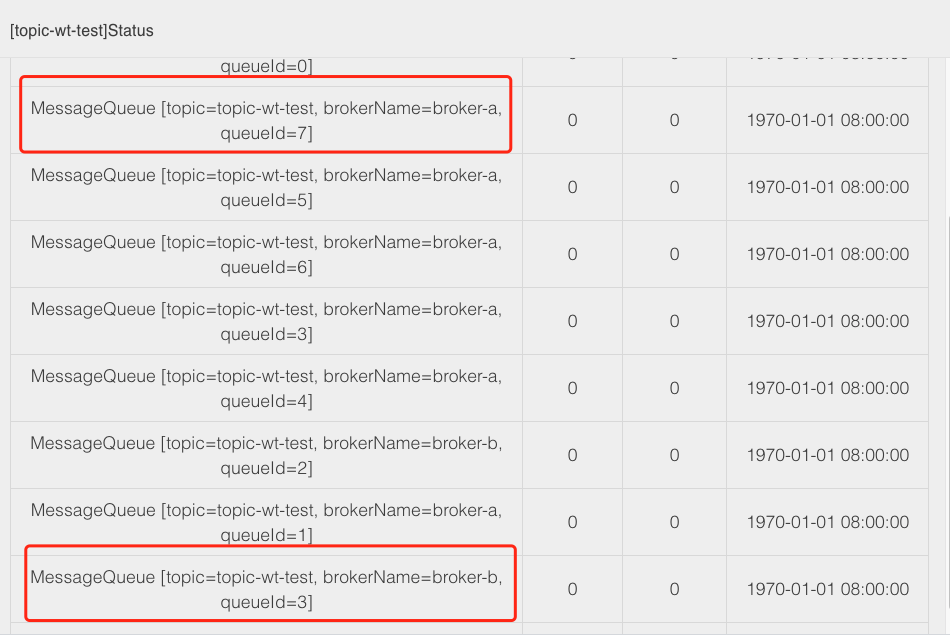 [topic-wt-test]Status
queueId=0]
MessageQueue [topic=topic-wt-test, brokerName=broker-a,
queueId=7]
0
0
1970-01-01 08:00:00
MessageQueue [topic=topic-wt-test, brokerName=broker-a,
queueId=5]
0
0
1970-01-01 08:00:00
MessageQueue [topic=topic-wt-test, brokerName=broker-a,
queueId=6]
0
0
1970-01-01 08:00:00
MessageQueue [topic=topic-wt-test, brokerName=broker-a,
queueId=3]
0
0
1970-01-01 08:00:00
MessageQueue [topic=topic-wt-test, brokerName=broker-a,
queueId=4]
0
0
1970-01-01 08:00:00
MessageQueue [topic=topic-wt-test, brokerName=broker-b,
queueId=2]
0
0
1970-01-01 08:00:00
MessageQueue [topic=topic-wt-test, brokerName=broker-a,
queueId=1]
0
0
1970-01-01 08:00:00
MessageQueue [topic=topic-wt-test, brokerName=broker-b,
queueId=3]
0
0
1970-01-01 08:00:00